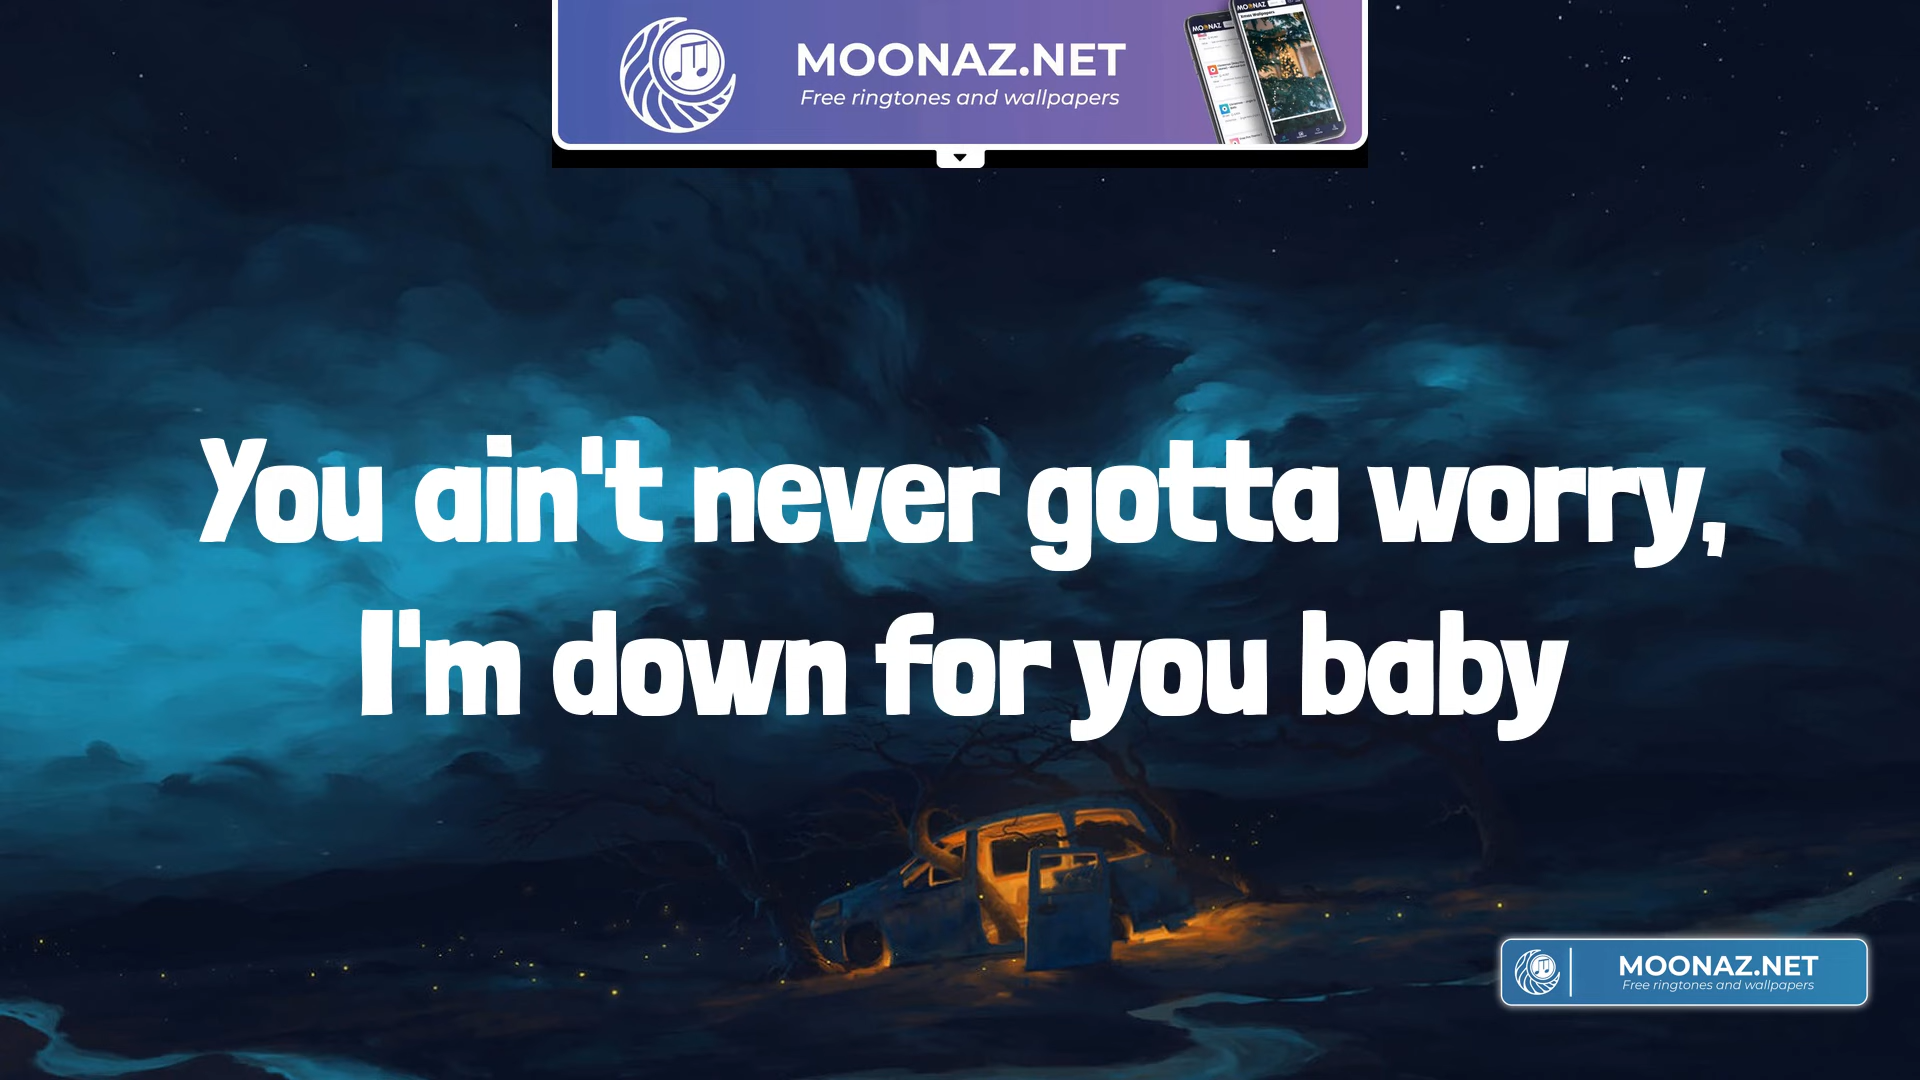 MOONAZ.NET
Free ringtones and wallpapers
You ain't never gotta worry,
I'm down for you baby
MOONAZ.NET
Free ringtones and wallpapers